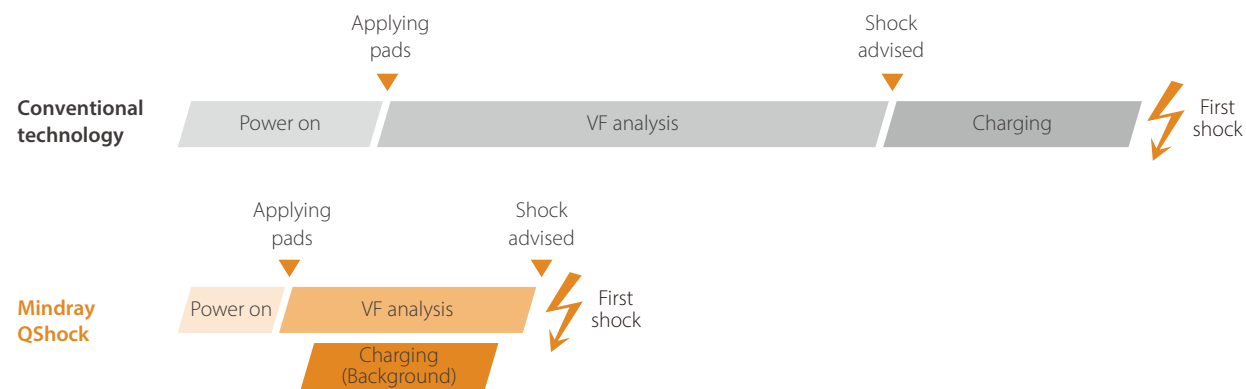 Applying
pads
Shock
advised
Conventional
technology
Power on
VF analysis
Charging
First
shock
Applying
pads
Shock
advised
Mindray
QShock
Power on
VF analysis
First
shock
Charging
(Background)